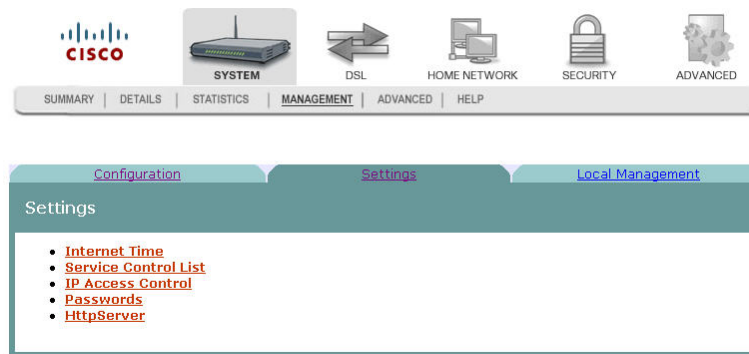 CISCO
SYSTEM DSL HOME NETWORK SECURITY ADVANCED
SUMMARY | DETAILS | STATISTICS | MANAGEMENT | ADVANCED | HELP
Configuration Settings Local Management
Settings
Internet Time
Service Control List
IP Access Control
Passwords
HttpServer